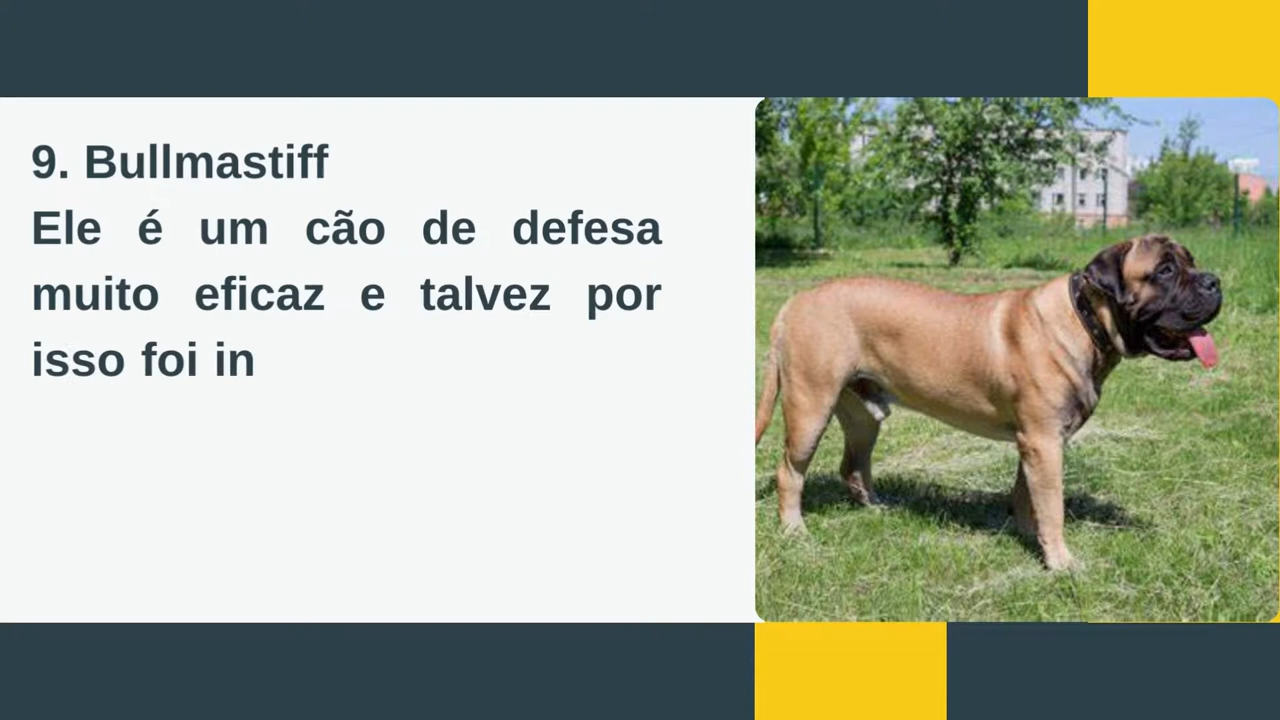 9. Bullmastiff
Ele é um cão de defesa
muito eficaz e talvez por
isso foi in